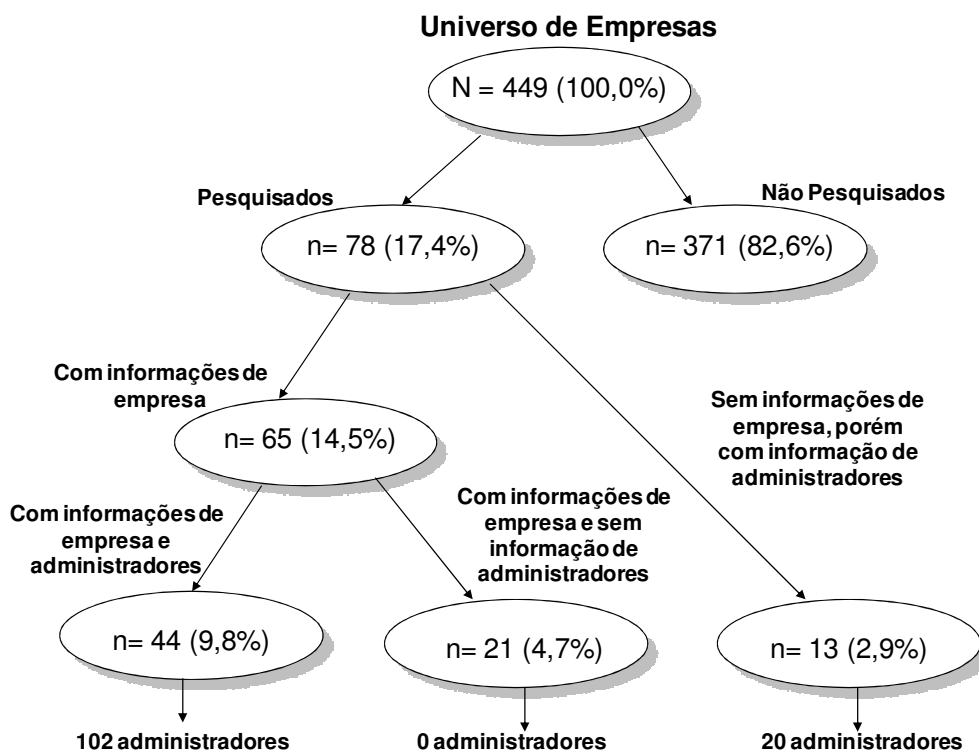 Universo de Empresas
N = 449 (100,0%)
Pesquisados
Não Pesquisados
n= 78 (17,4%)
n= 371 (82,6%)
Com informações de
empresa
n= 65 (14,5%)
Sem informações de
empresa, porém
com informação de
administradores
Com informações de
empresa e
administradores
Com informações de
empresa e sem
informação de
administradores
n= 44 (9,8%)
n= 21 (4,7%)
n= 13 (2,9%)
102 administradores
0 administradores
20 administradores